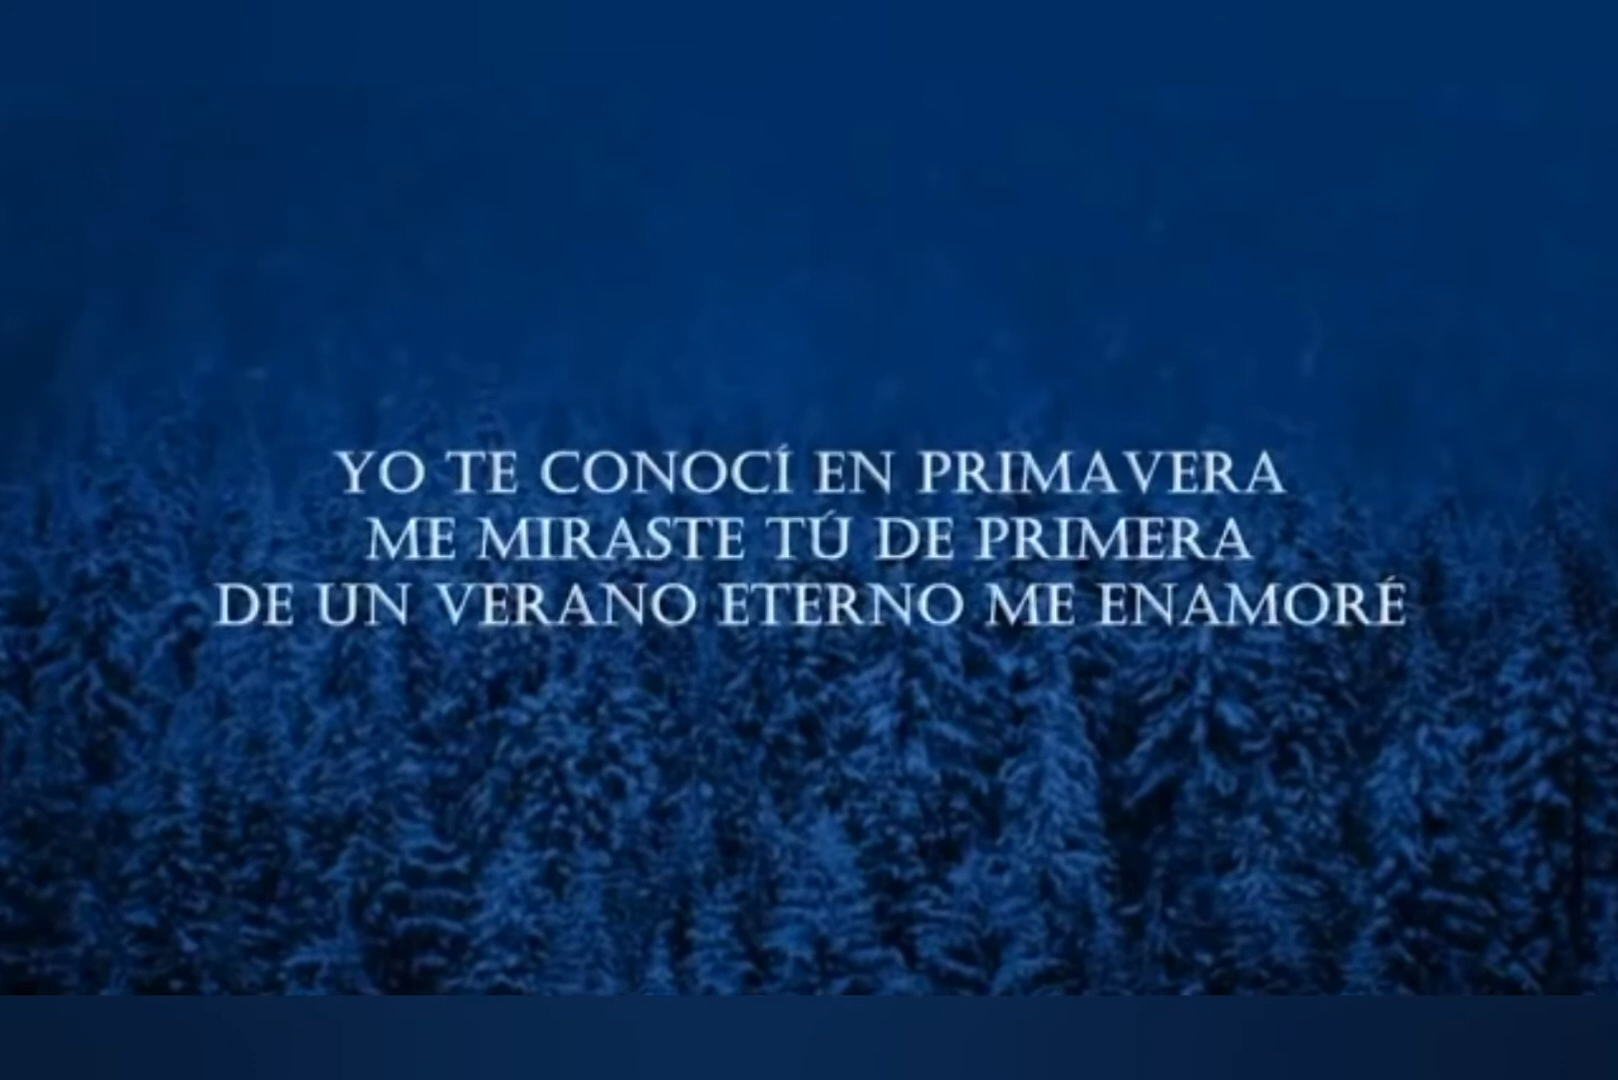 YO TE CONOCÍ EN PRIMAVERA
ME MIRASTE TÚ DE PRIMERA
DE UN VERANO ETERNO ME ENAMORÉ